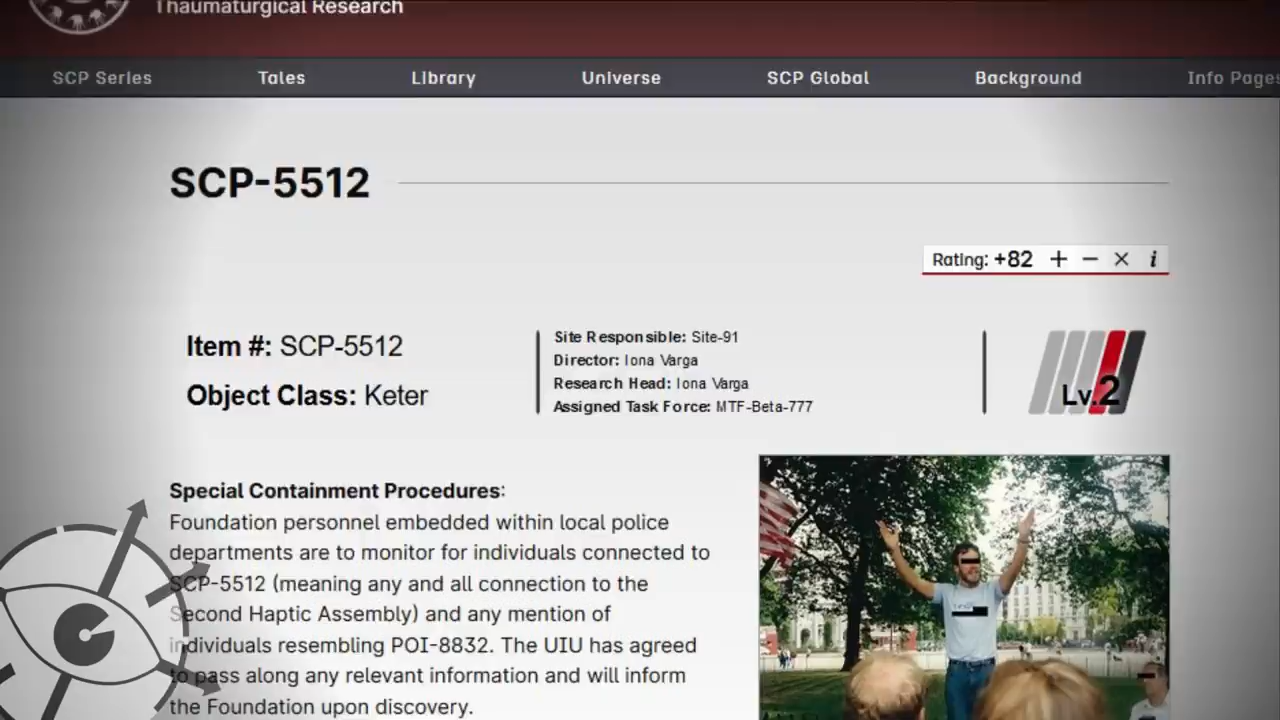 Thaumaturgical Research
SCP Series Tales Library Universe SCP Global Background Info Pages
SCP-5512
Rating: +82 + − × i
Item #: SCP-5512
Object Class: Keter
Site Responsible: Site-91
Director: Iona Varga
Research Head: Iona Varga
Assigned Task Force: MTF-Beta-777
Lv.2
Special Containment Procedures:
Foundation personnel embedded within local police
departments are to monitor for individuals connected to
SCP-5512 (meaning any and all connection to the
Second Haptic Assembly) and any mention of
individuals resembling POI-8832. The UIU has agreed
to pass along any relevant information and will inform
the Foundation upon discovery.